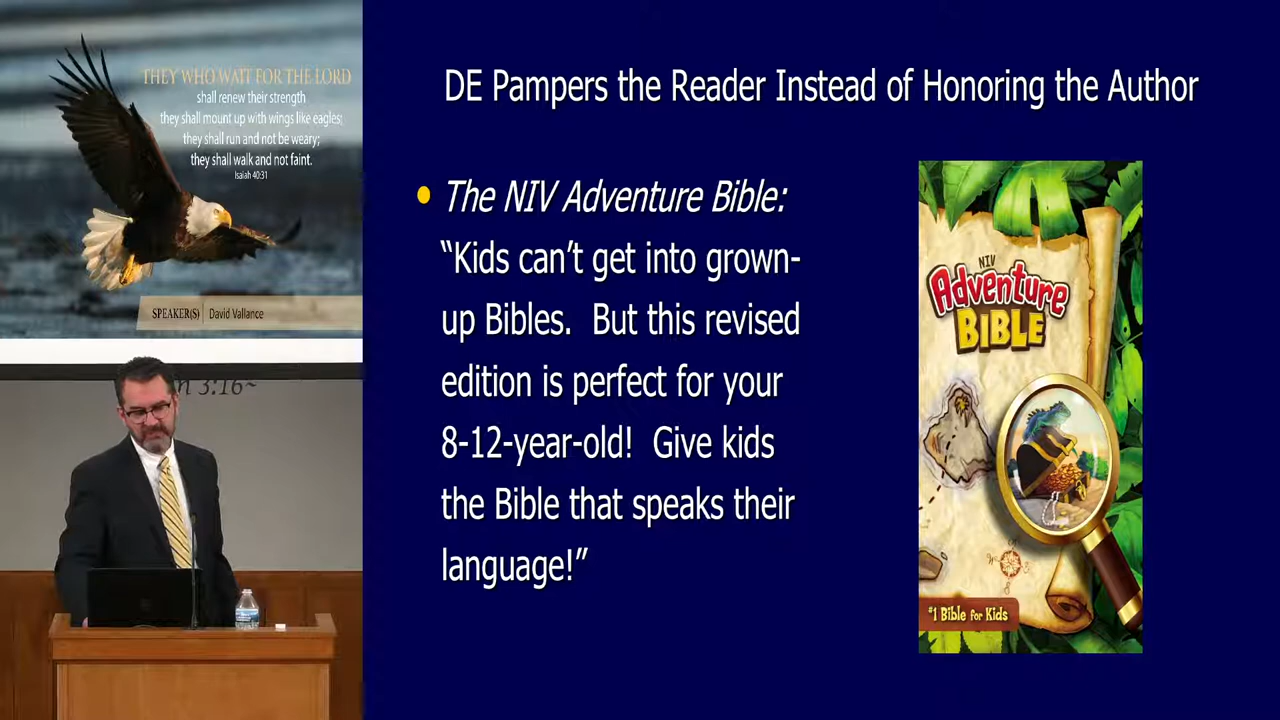 THEY WHO WAIT FOR THE LORD
shall renew their strength
they shall mount up with wings like eagles;
they shall run and not be weary;
they shall walk and not faint.
Isaiah 40:31
SPEAKER(S) | David Vallance
n 3:16~
DE Pampers the Reader Instead of Honoring the Author
• The NIV Adventure Bible:
“Kids can’t get into grown-
up Bibles.  But this revised
edition is perfect for your
8-12-year-old!  Give kids
the Bible that speaks their
language!”
NIV
Adventure
BIBLE
#1 Bible for Kids